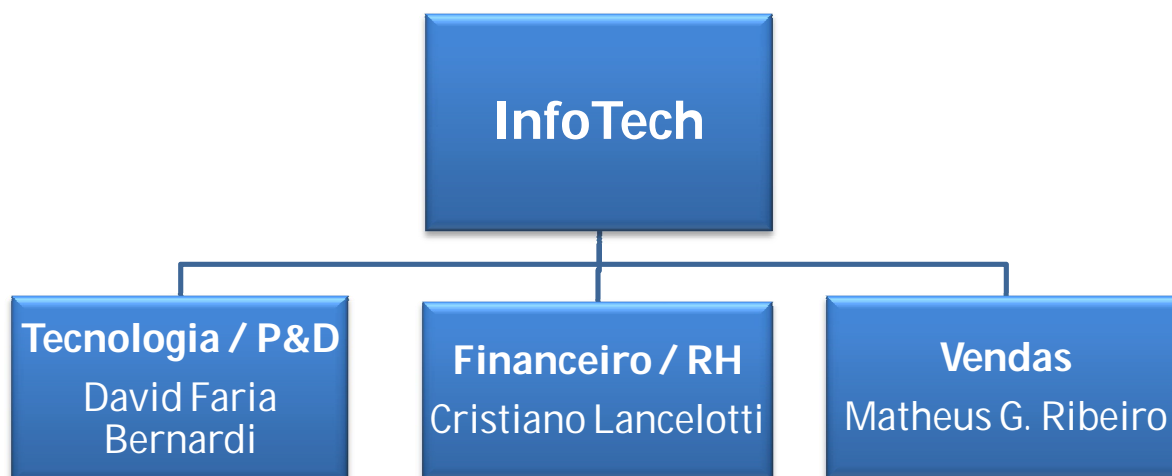 InfoTech
Tecnologia / P&D
David Faria
Bernardi
Financeiro / RH
Cristiano Lancelotti
Vendas
Matheus G. Ribeiro